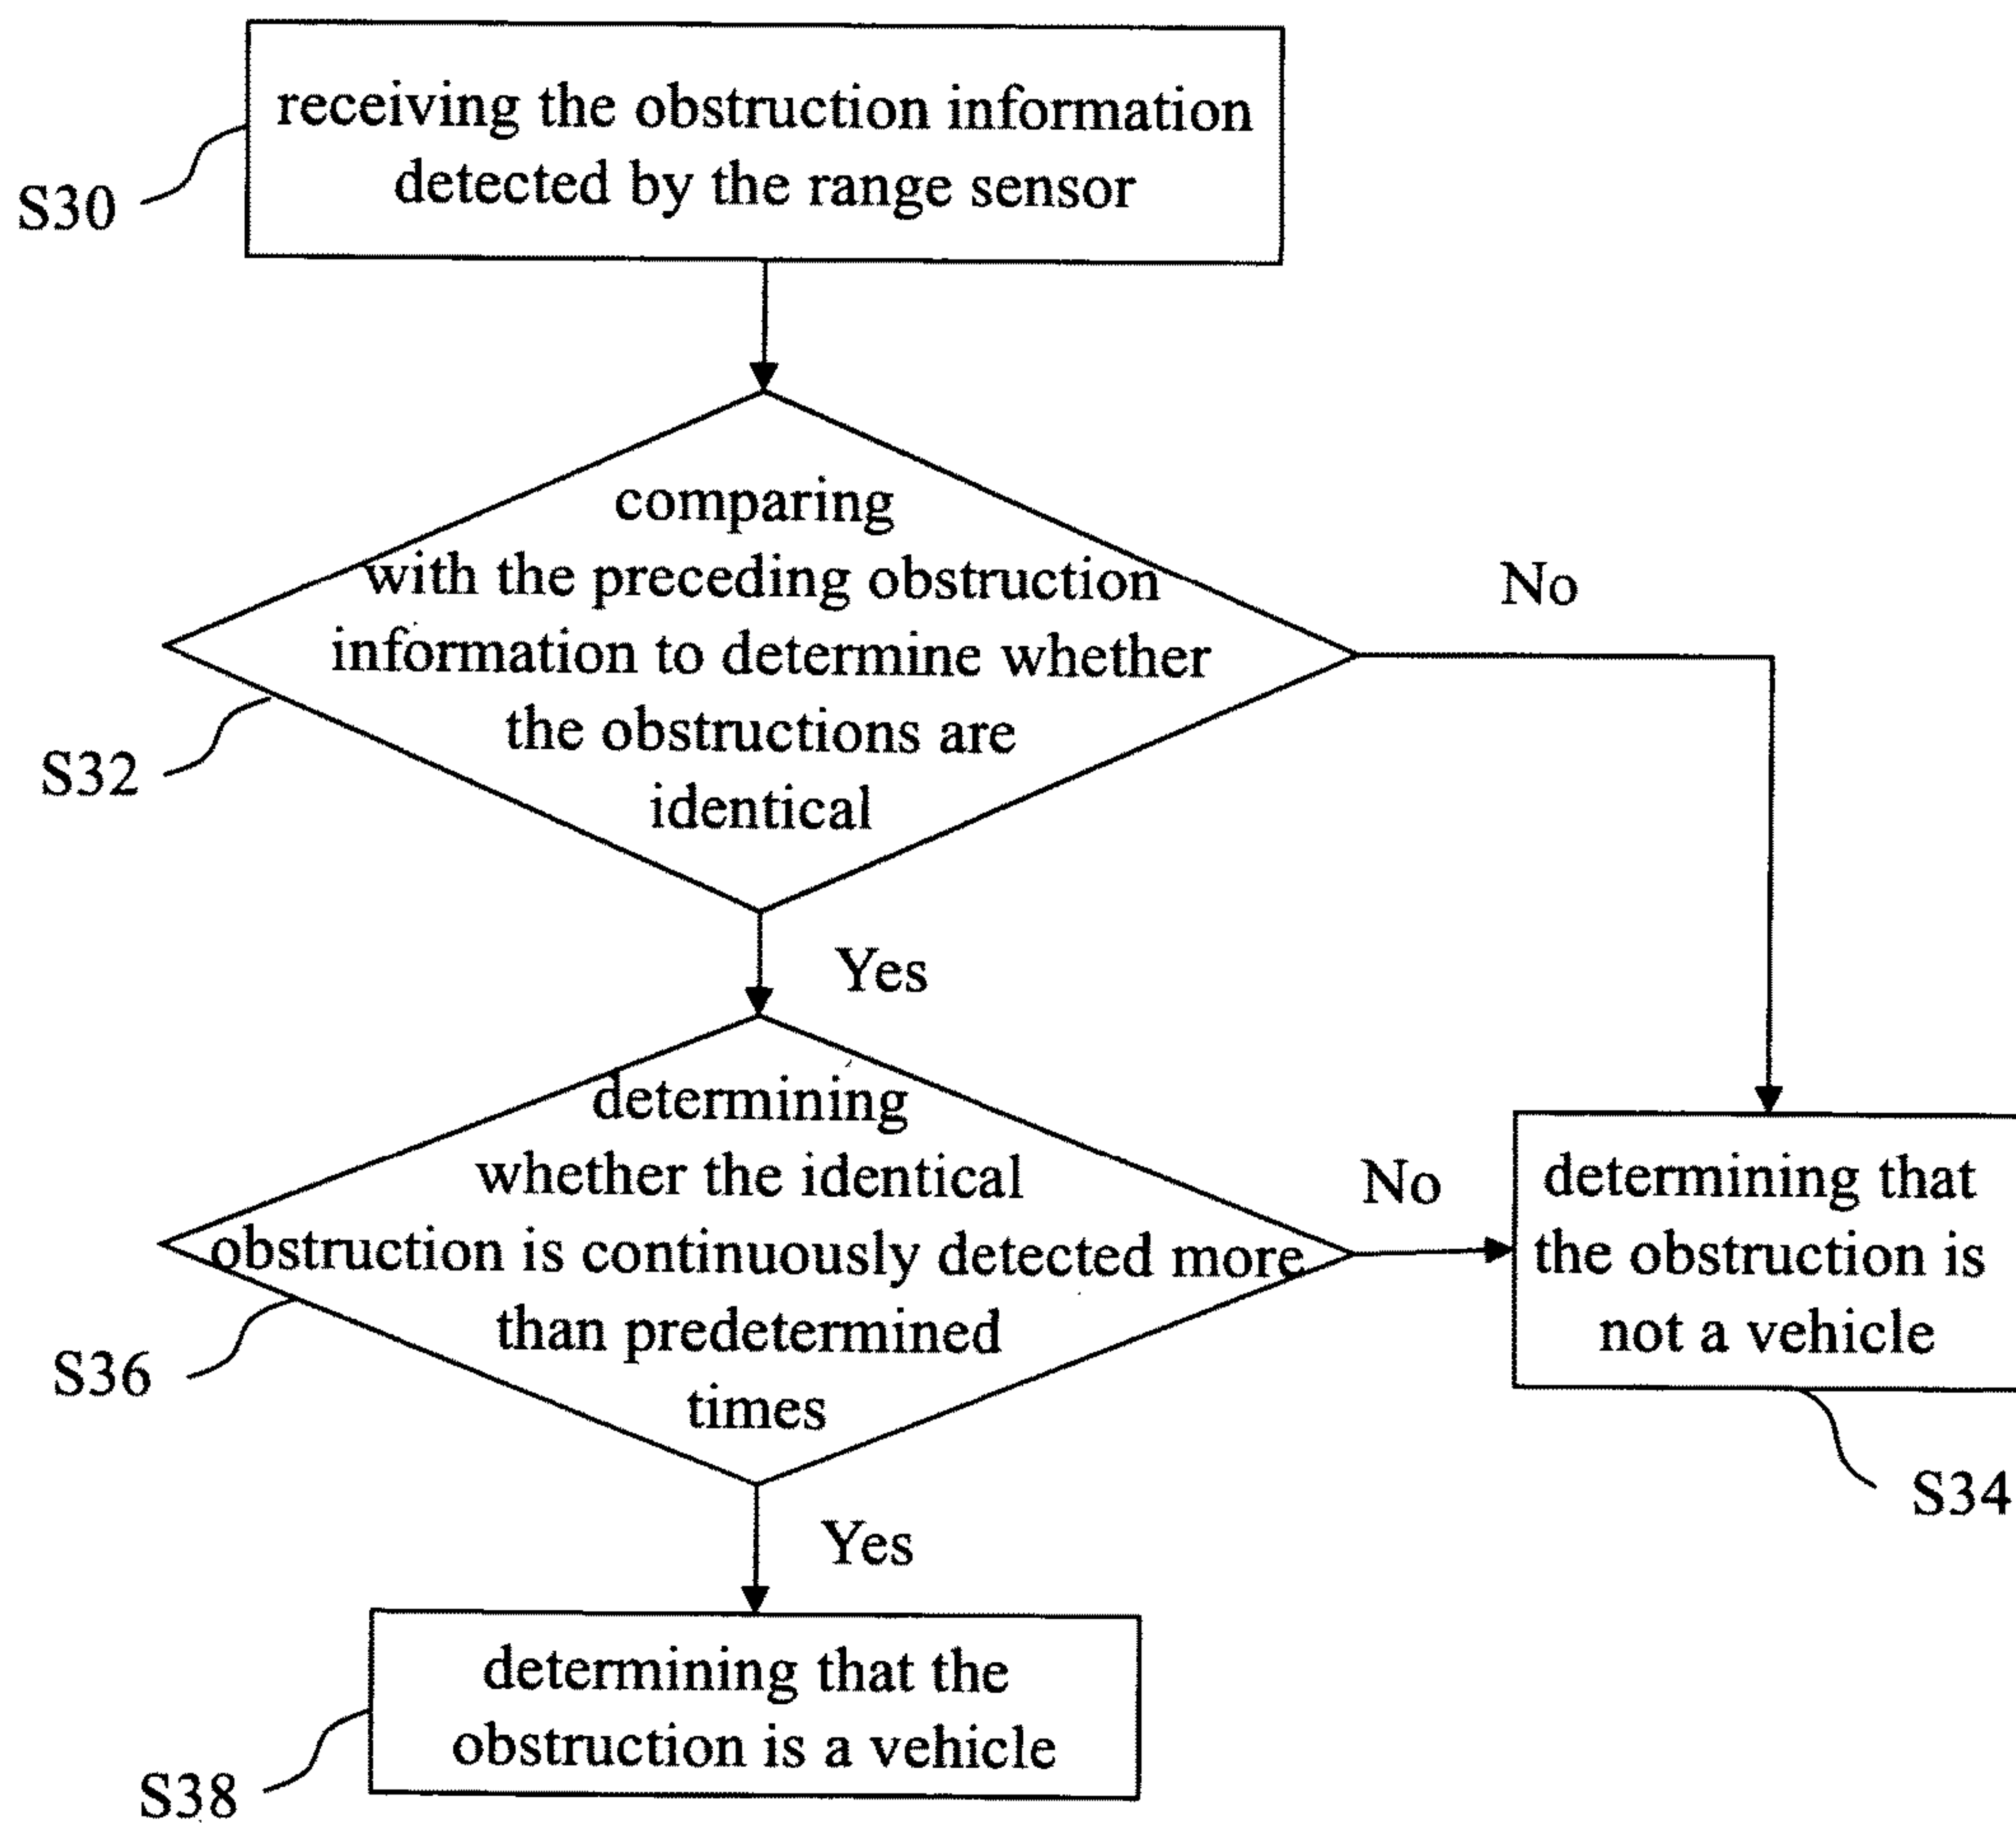 receiving the obstruction information
detected by the range sensor
S30
comparing
with the preceding obstruction
information to determine whether
the obstructions are
identical
No
S32
Yes
determining
whether the identical
obstruction is continuously detected more
than predetermined
times
No
S36
determining that
the obstruction is
not a vehicle
S34
Yes
determining that the
obstruction is a vehicle
S38